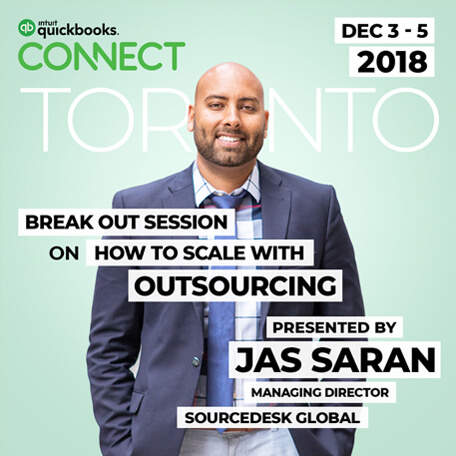 intuit
qb quickbooks.
CONNECT
DEC 3 - 5
2018
TORONTO
BREAK OUT SESSION
ON HOW TO SCALE WITH
OUTSOURCING
PRESENTED BY
JAS SARAN
MANAGING DIRECTOR
SOURCEDESK GLOBAL